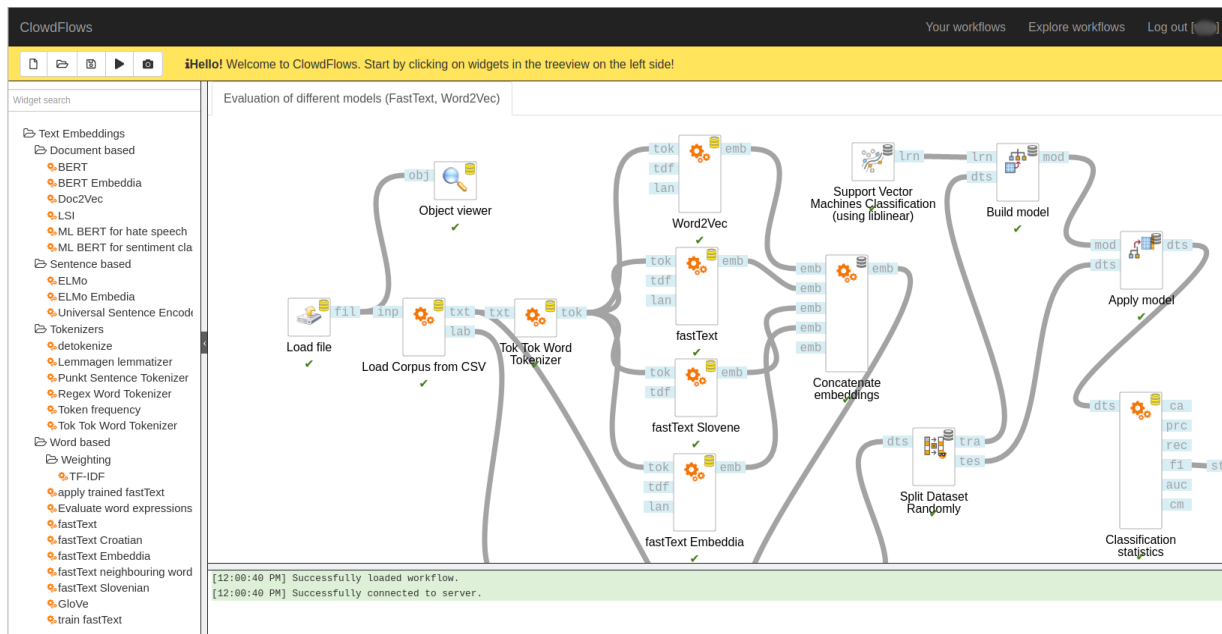 ClowdFlows
Your workflows
Explore workflows
Log out [
]
Hello! Welcome to ClowdFlows. Start by clicking on widgets in the treeview on the left side!
Widget search
Text Embeddings
Document based
BERT
BERT Embeddia
Doc2Vec
LSI
ML BERT for hate speech
ML BERT for sentiment cla
Sentence based
ELMo
ELMo Embedia
Universal Sentence Encode
Tokenizers
detokenize
Lemmagen lemmatizer
Punkt Sentence Tokenizer
Regex Word Tokenizer
Token frequency
Tok Tok Word Tokenizer
Word based
Weighting
TF-IDF
apply trained fastText
Evaluate word expressions
fastText
fastText Croatian
fastText Embeddia
fastText neighbouring word
fastText Slovenian
GloVe
train fastText
Evaluation of different models (FastText, Word2Vec)
fil
Load file
obj
Object viewer
inp
txt
lab
Load Corpus from CSV
txt
tok
Tok Tok Word
Tokenizer
tok
tdf
lan
emb
Word2Vec
tok
tdf
lan
emb
fastText
tok
tdf
emb
fastText Slovene
tok
tdf
lan
emb
fastText Embeddia
emb
emb
emb
emb
emb
emb
Concatenate
embeddings
lrn
Support Vector
Machines Classification
(using liblinear)
lrn
dts
mod
Build model
mod
dts
dts
Apply model
dts
tra
tes
Split Dataset
Randomly
dts
ca
prc
rec
f1
auc
cm
Classification
statistics
st
[12:00:40 PM] Successfully loaded workflow.
[12:00:40 PM] Successfully connected to server.